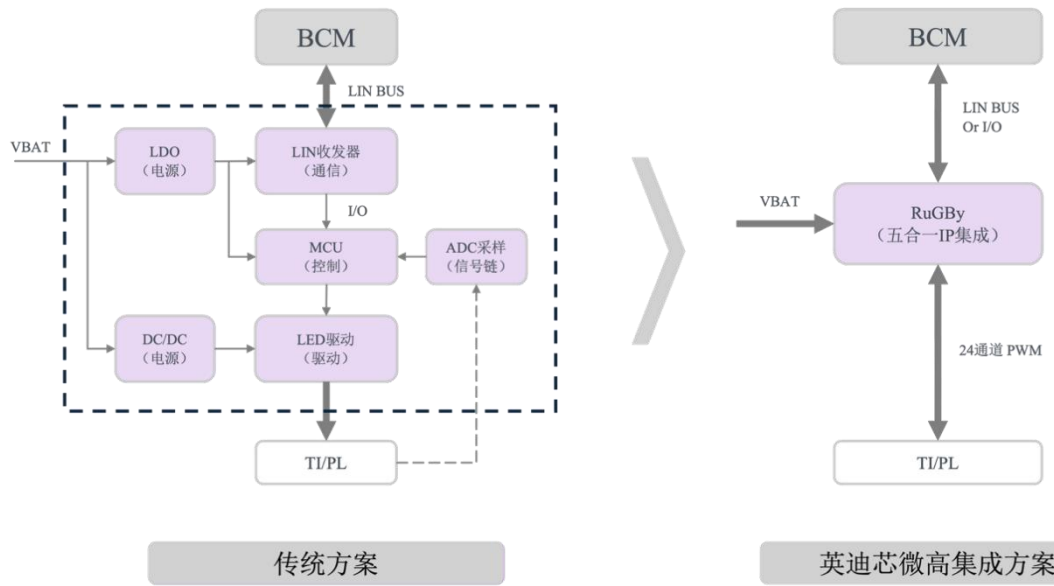 BCM
LIN BUS
VBAT
LDO
（电源）
LIN收发器
（通信）
I/O
MCU
（控制）
ADC采样
（信号链）
DC/DC
（电源）
LED驱动
（驱动）
TI/PL
传统方案
BCM
LIN BUS
Or I/O
VBAT
RuGBy
（五合一IP集成）
24通道 PWM
TI/PL
英迪芯微高集成方案